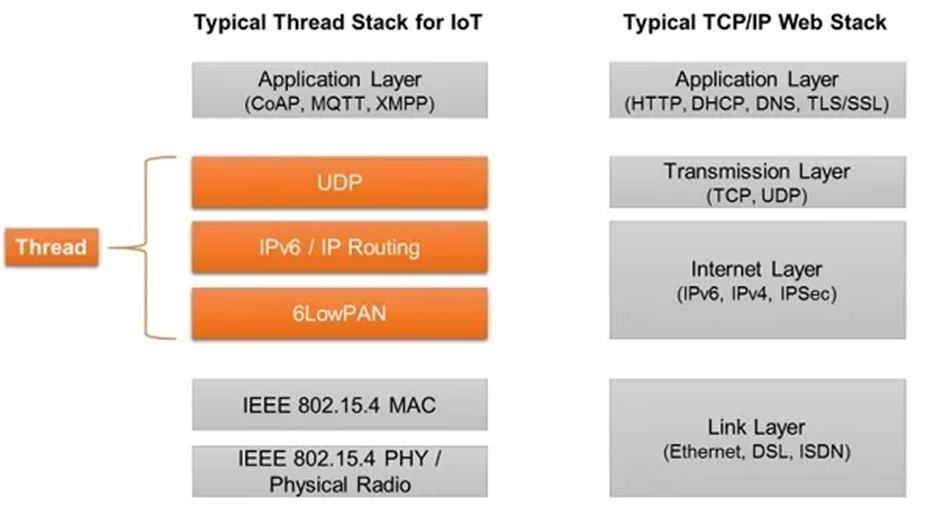 Typical Thread Stack for IoT
Application Layer
(CoAP, MQTT, XMPP)
Thread
UDP
IPv6 / IP Routing
6LowPAN
IEEE 802.15.4 MAC
IEEE 802.15.4 PHY /
Physical Radio
Typical TCP/IP Web Stack
Application Layer
(HTTP, DHCP, DNS, TLS/SSL)
Transmission Layer
(TCP, UDP)
Internet Layer
(IPv6, IPv4, IPSec)
Link Layer
(Ethernet, DSL, ISDN)